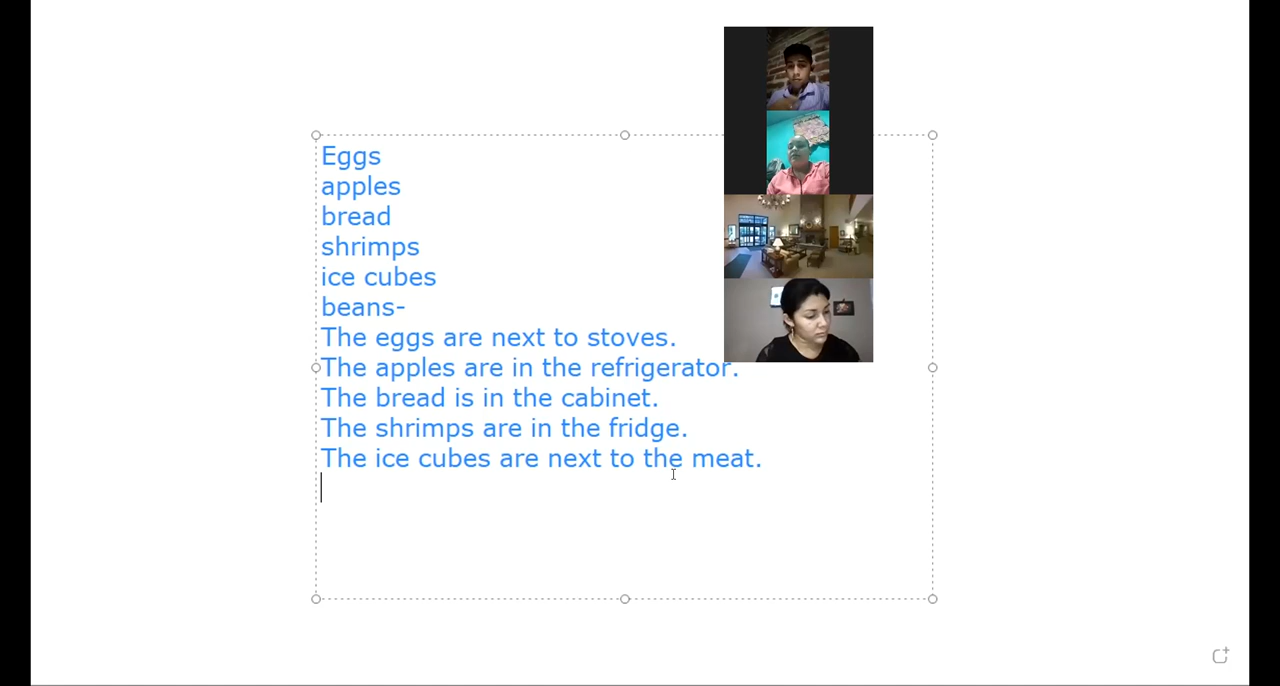 Eggs
apples
bread
shrimps
ice cubes
beans-
The eggs are next to stoves.
The apples are in the refrigerator.
The bread is in the cabinet.
The shrimps are in the fridge.
The ice cubes are next to the meat.